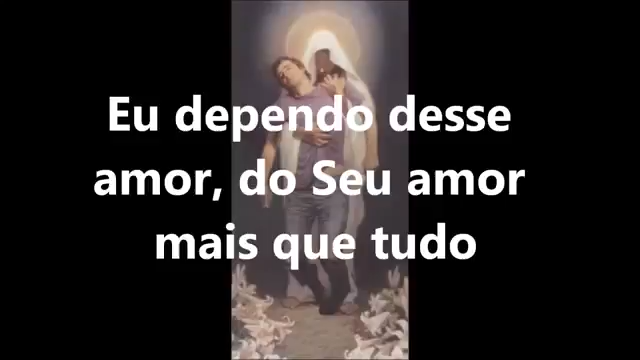 Eu dependo desse
amor, do Seu amor
mais que tudo